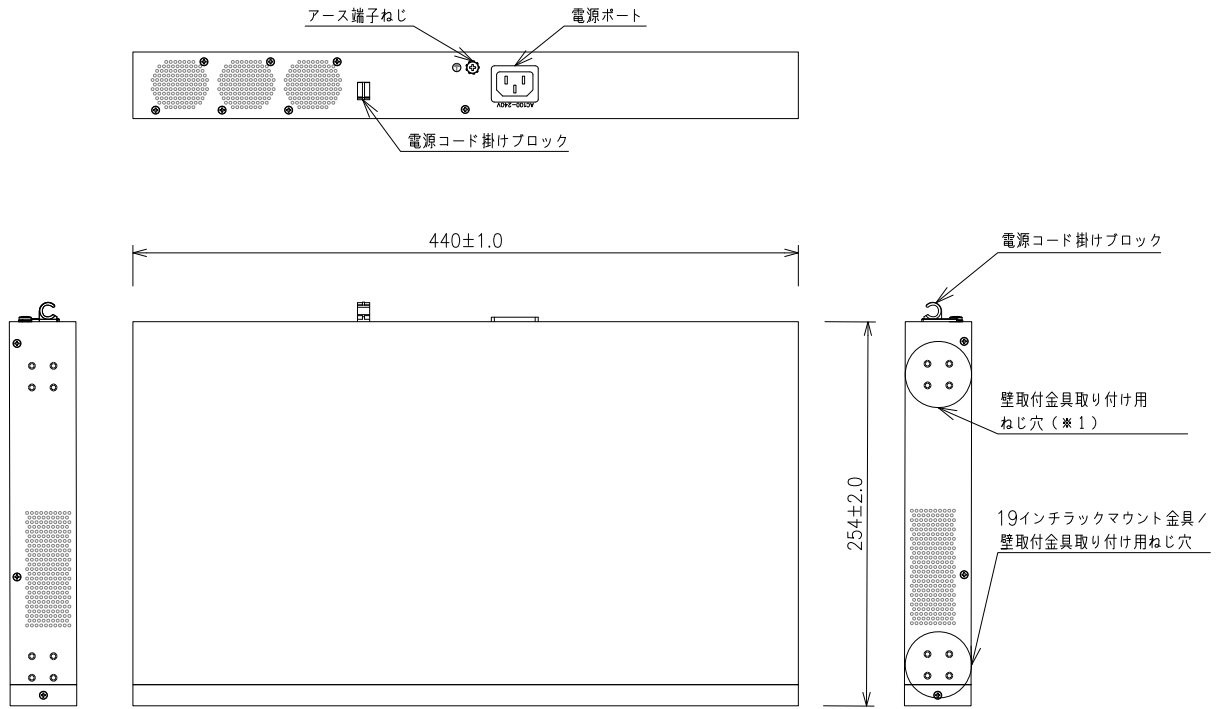 アース端子ねじ
電源ポート
AC100-240V
電源コード掛けブロック
440±1.0
電源コード掛けブロック
壁取付金具取り付け用
ねじ穴(※1)
254±2.0
19インチラックマウント金具/
壁取付金具取り付け用ねじ穴